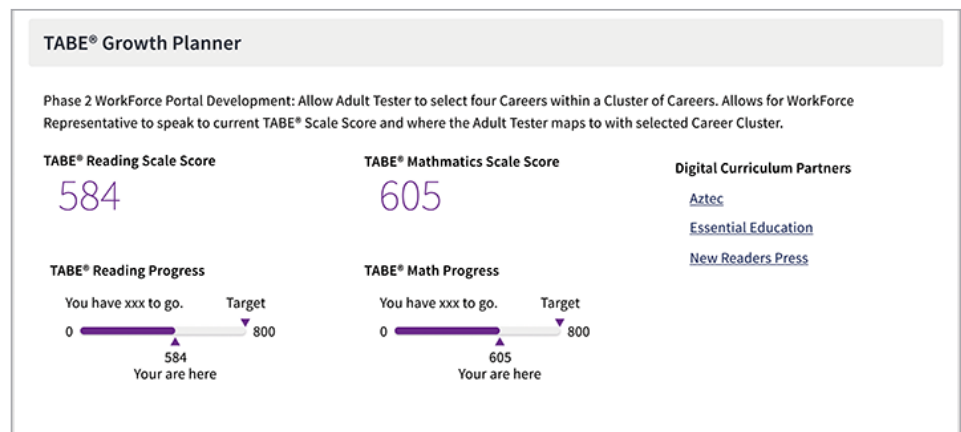 TABE® Growth Planner
Phase 2 WorkForce Portal Development: Allow Adult Tester to select four Careers within a Cluster of Careers. Allows for WorkForce
Representative to speak to current TABE® Scale Score and where the Adult Tester maps to with selected Career Cluster.
TABE® Reading Scale Score
584
TABE® Mathmatics Scale Score
605
Digital Curriculum Partners
Aztec
Essential Education
New Readers Press
TABE® Reading Progress
You have xxx to go. Target
0 800
584
Your are here
TABE® Math Progress
You have xxx to go. Target
0 800
605
Your are here